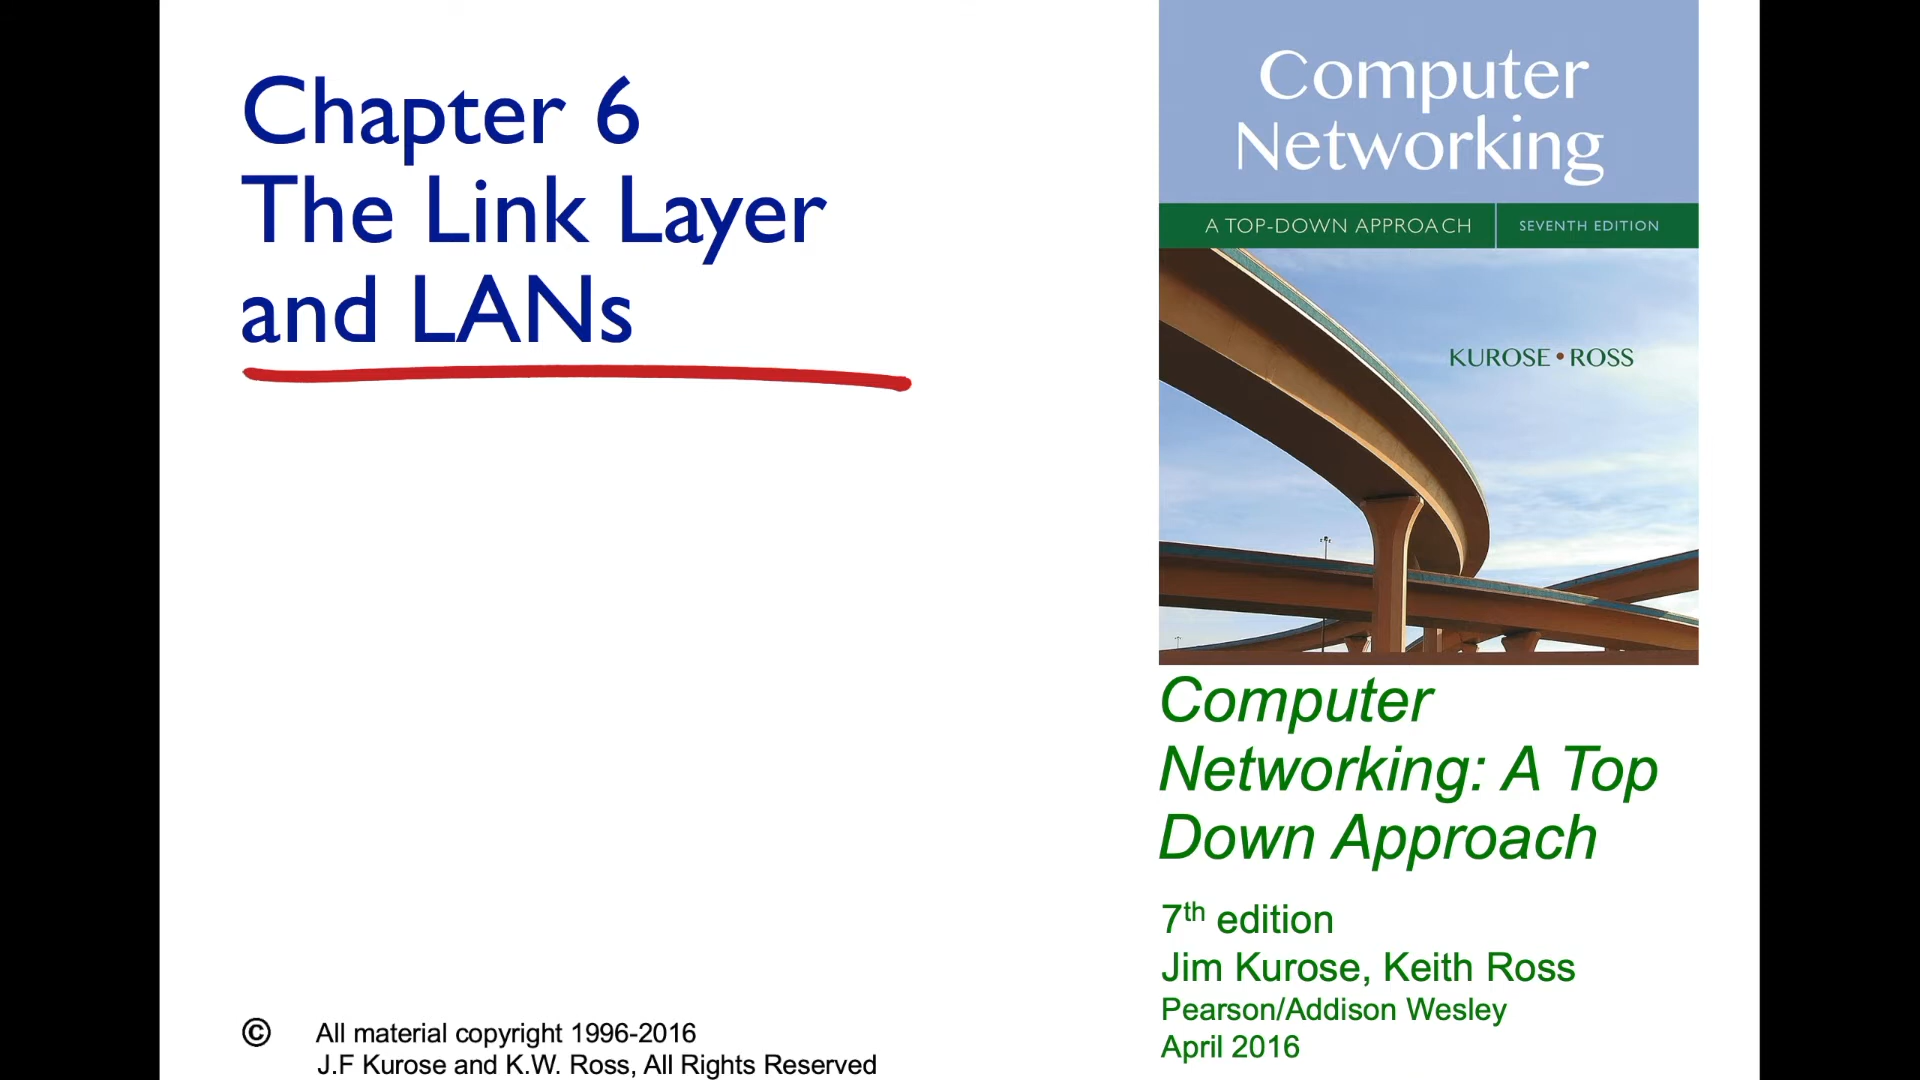 Chapter 6
The Link Layer
and LANs
Computer
Networking
A TOP-DOWN APPROACH
SEVENTH EDITION
KUROSE • ROSS
Computer
Networking: A Top
Down Approach
7th edition
Jim Kurose, Keith Ross
Pearson/Addison Wesley
April 2016
© All material copyright 1996-2016
J.F Kurose and K.W. Ross, All Rights Reserved